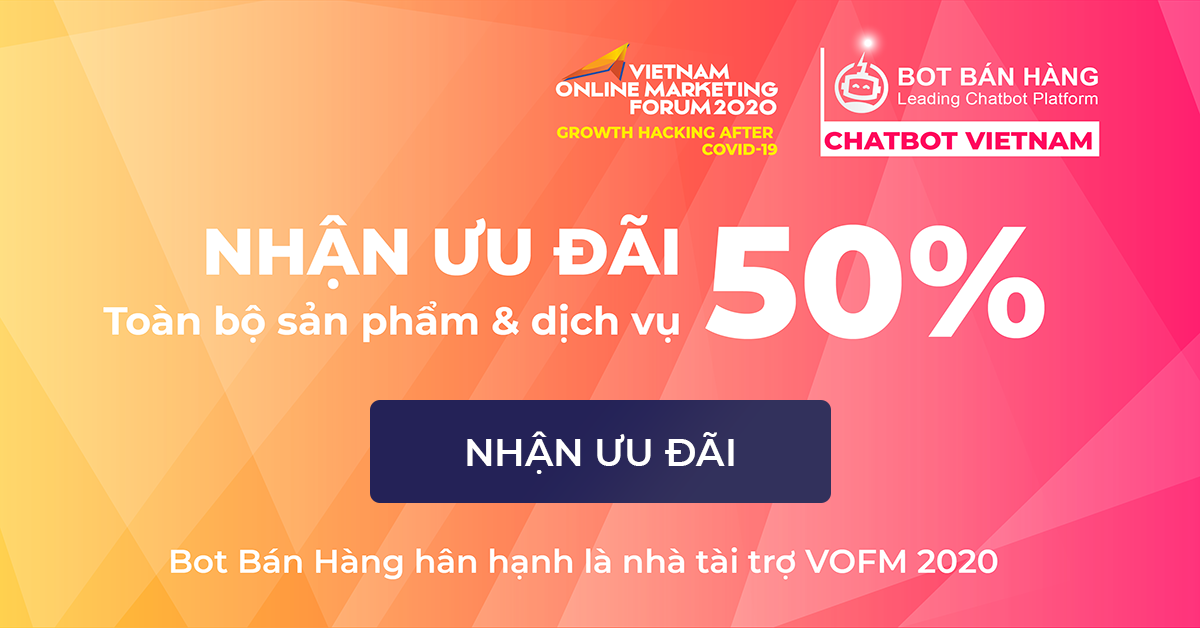 VIETNAM
ONLINE MARKETING
FORUM 2020
GROWTH HACKING AFTER
COVID-19
BOT BÁN HÀNG
Leading Chatbot Platform
CHATBOT VIETNAM
NHẬN ƯU ĐÃI
Toàn bộ sản phẩm & dịch vụ
50%
NHẬN ƯU ĐÃI
Bot Bán Hàng hân hạnh là nhà tài trợ VOFM 2020